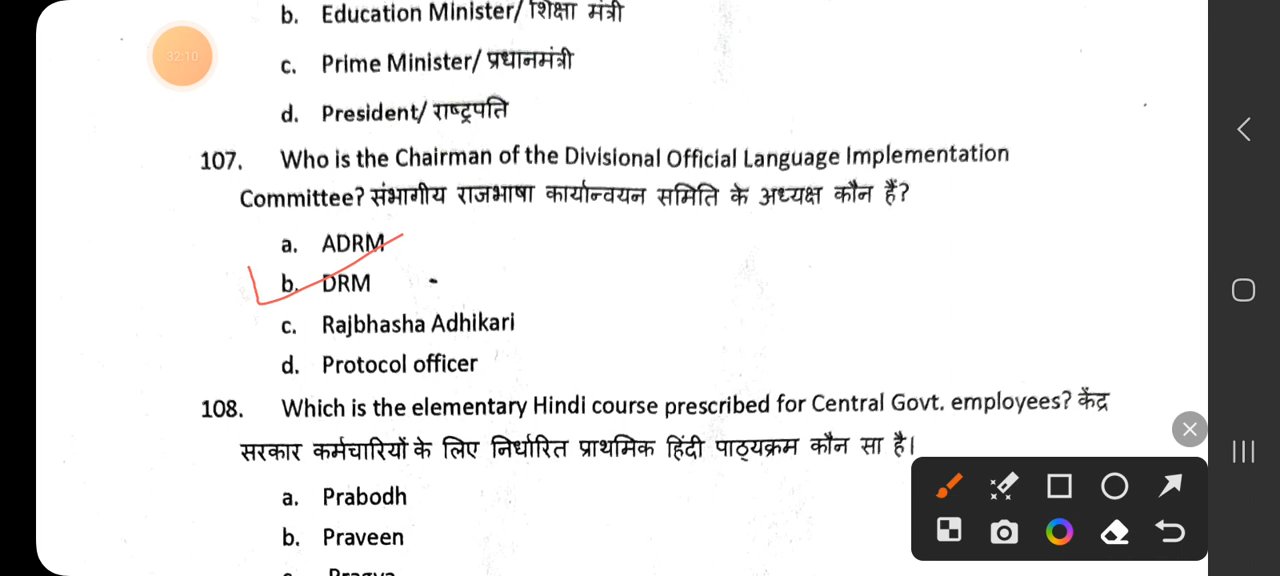 b. Education Minister/ शिक्षा मंत्री
32:10
c. Prime Minister/ प्रधानमंत्री
d. President/ राष्ट्रपति
107. Who is the Chairman of the Divisional Official Language Implementation
Committee? संभागीय राजभाषा कार्यान्वयन समिति के अध्यक्ष कौन हैं?
a. ADRM
b. DRM
c. Rajbhasha Adhikari
d. Protocol officer
108. Which is the elementary Hindi course prescribed for Central Govt. employees? केंद्र
सरकार कर्मचारियों के लिए निर्धारित प्राथमिक हिंदी पाठ्यक्रम कौन सा है।
a. Prabodh
b. Praveen